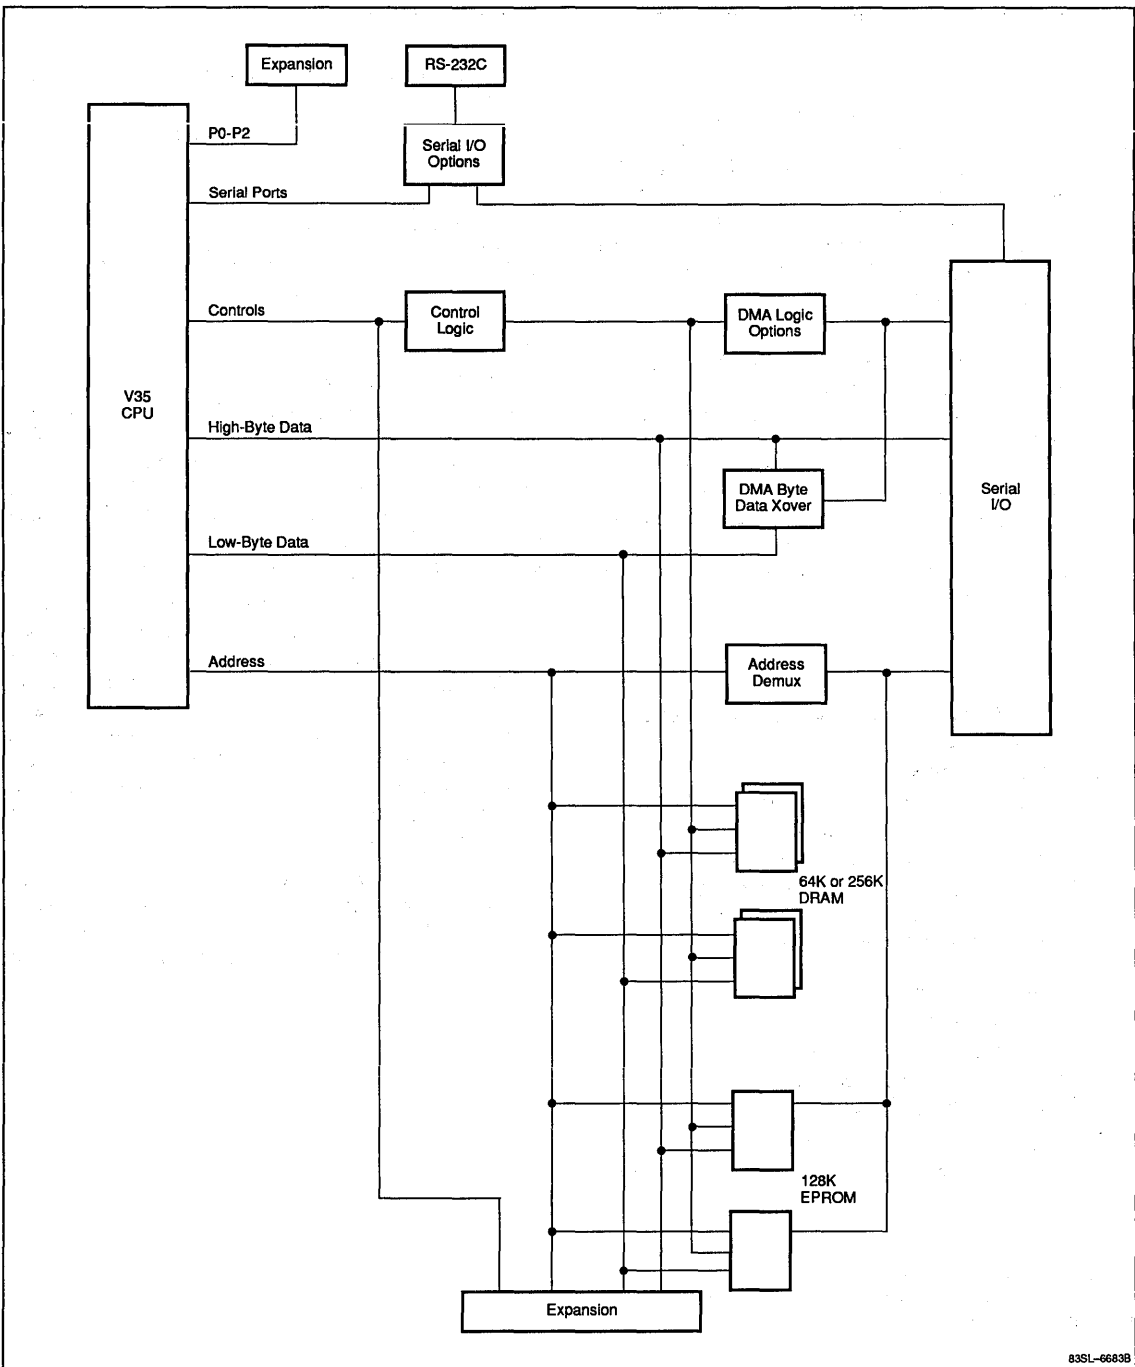 Expansion
RS-232C
P0-P2
Serial I/O
Options
Serial Ports
Controls
Control
Logic
DMA Logic
Options
V35
CPU
High-Byte Data
DMA Byte
Data Xover
Serial
I/O
Low-Byte Data
Address
Address
Demux
64K or 256K
DRAM
128K
EPROM
Expansion
83SL-6683B